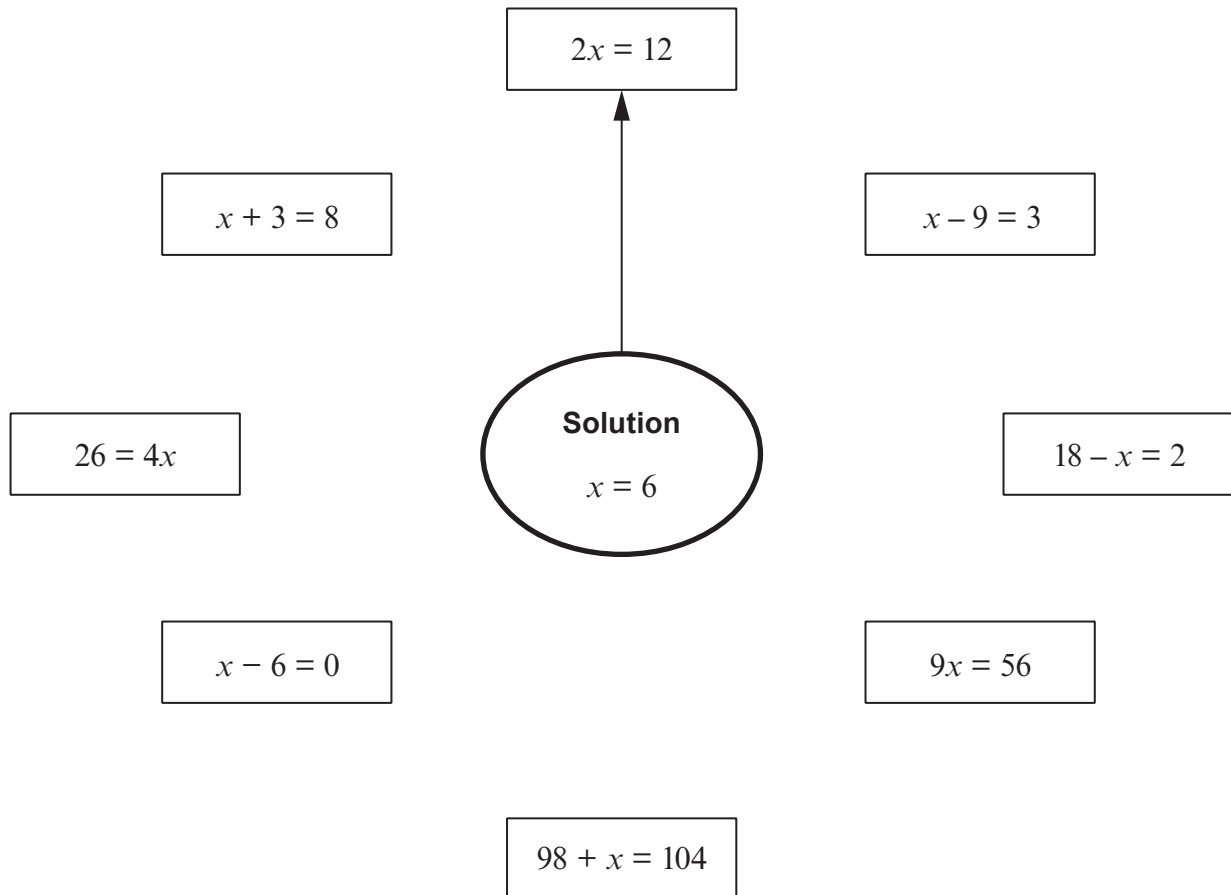 2x = 12
x + 3 = 8
x – 9 = 3
Solution
x = 6
26 = 4x
18 – x = 2
x − 6 = 0
9x = 56
98 + x = 104